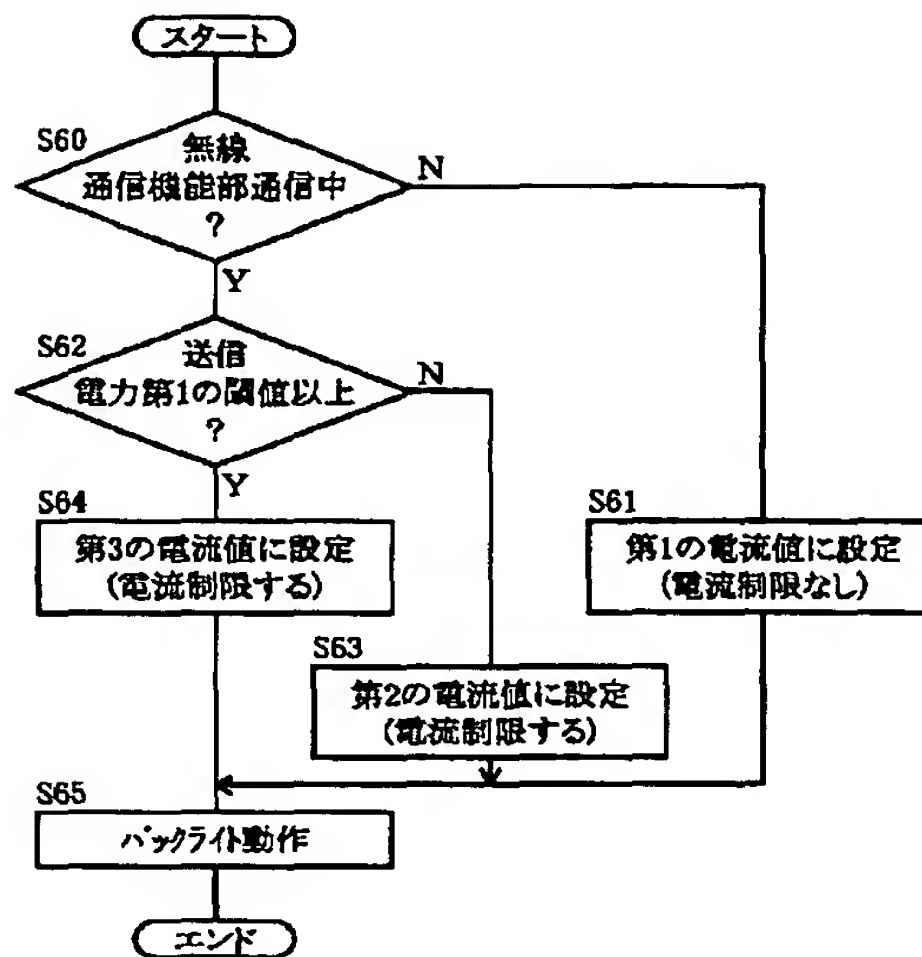 スタート
S60
無線
通信機能部通信中
?
N
Y
S62
送信
電力第1の閾値以上
?
N
Y
S64
第3の電流値に設定
(電流制限する)
S61
第1の電流値に設定
(電流制限なし)
S63
第2の電流値に設定
(電流制限する)
S65
バックライト動作
エンド